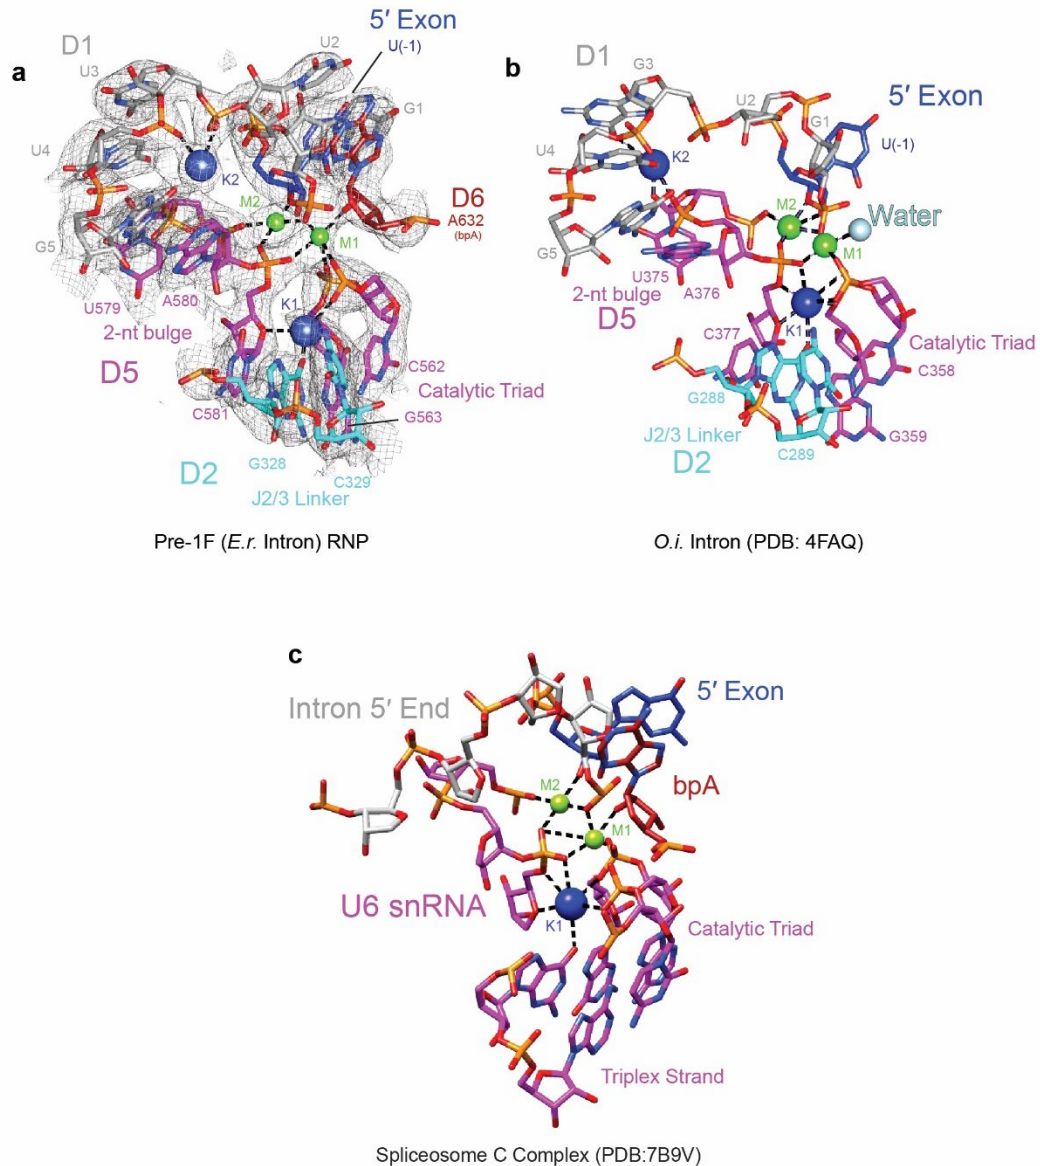 a
D1
U3
U2
5′ Exon
U(-1)
G1
U4
K2
D6
A632
(bpA)
M2
M1
G5
U579
A580
2-nt bulge
K1
D5
C562
Catalytic Triad
C581
G563
D2
G328
C329
J2/3 Linker
Pre-1F (E.r. Intron) RNP
b
D1
G3
U2
5′ Exon
G1
U(-1)
U4
K2
M2
Water
M1
G5
U375
2-nt bulge
A376
D5
K1
C377
Catalytic Triad
C358
G288
G359
J2/3 Linker
C289
D2
O.i. Intron (PDB: 4FAQ)
c
Intron 5′ End
5′ Exon
M2
bpA
M1
U6 snRNA
K1
Catalytic Triad
Triplex Strand
Spliceosome C Complex (PDB:7B9V)